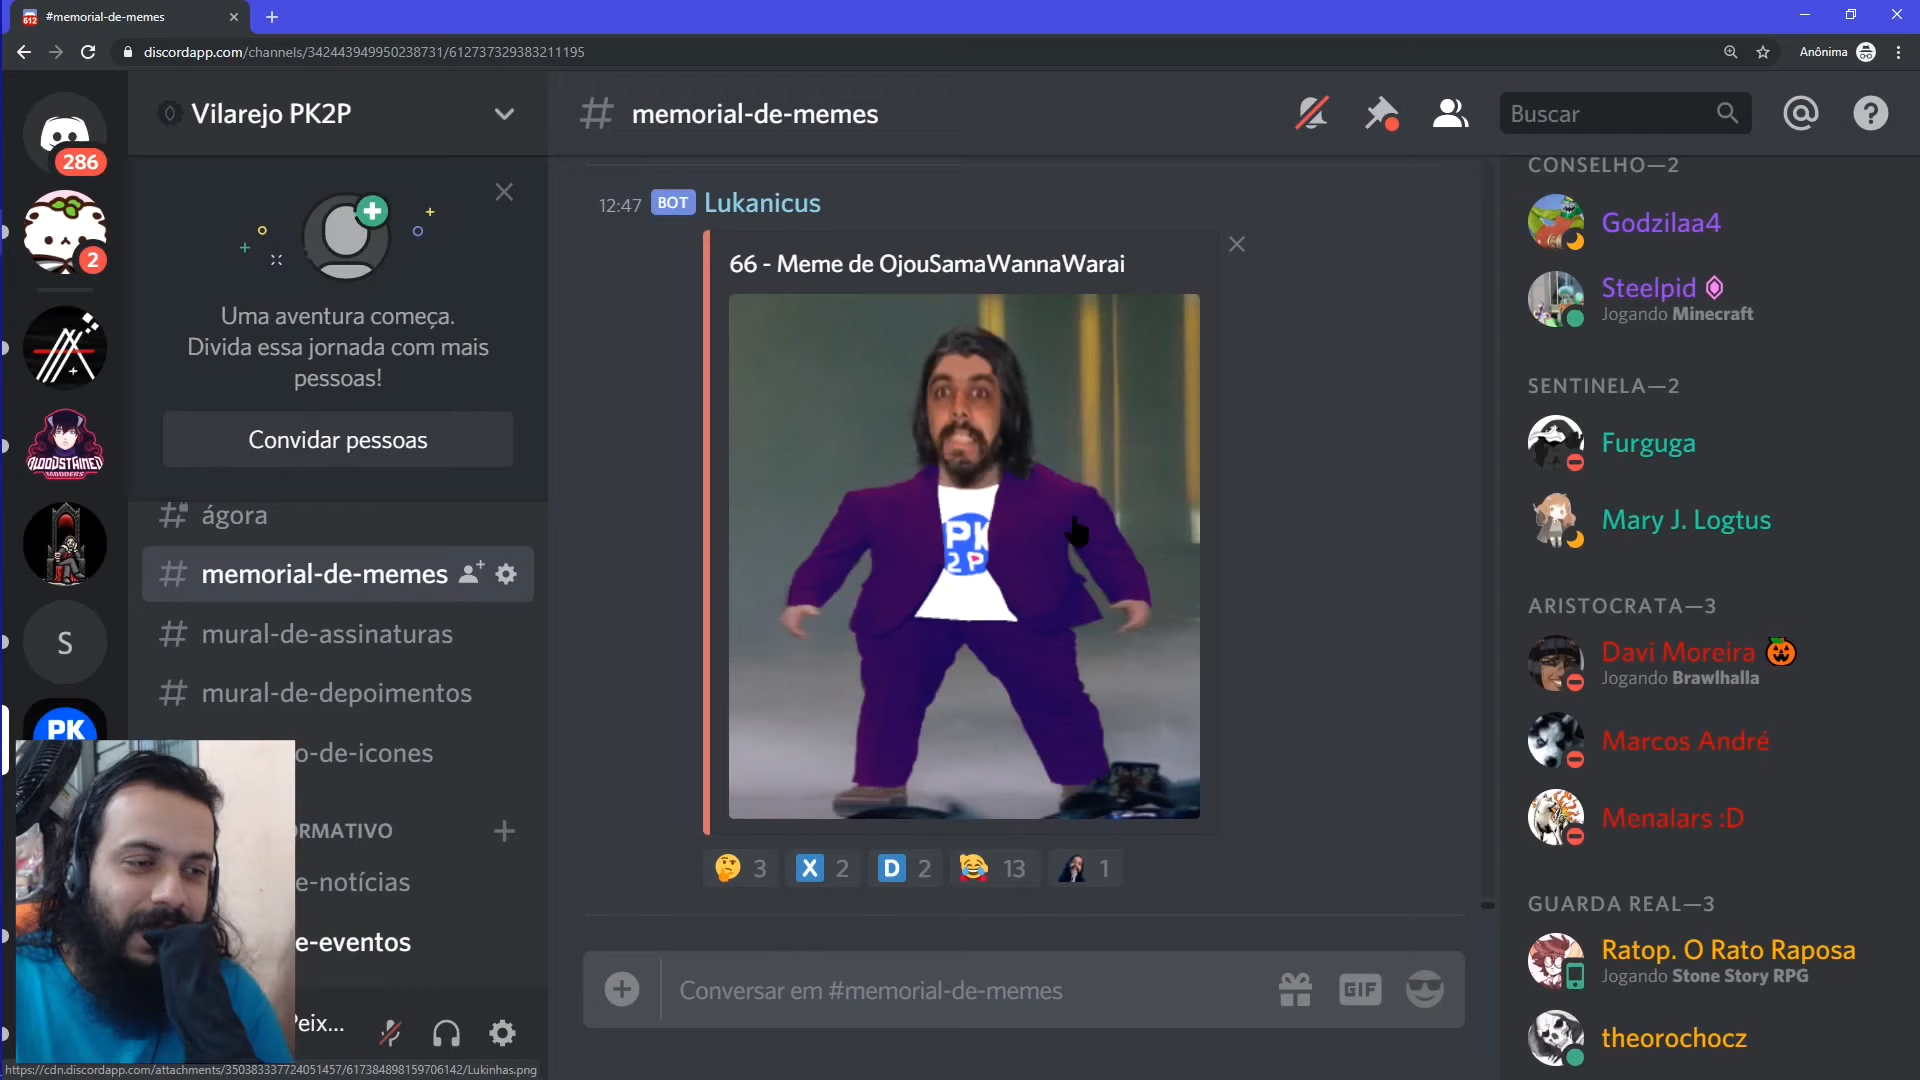 612
#memorial-de-memes
discordapp.com/channels/342443949950238731/612737329383211195
Anônima
286
2
BLOODSTAINED
S
PK
Vilarejo PK2P
Uma aventura começa.
Divida essa jornada com mais
pessoas!
Convidar pessoas
ágora
memorial-de-memes
mural-de-assinaturas
mural-de-depoimentos
o-de-icones
ORMATIVO
e-notícias
e-eventos
Peix...
https://cdn.discordapp.com/attachments/350383337724051457/617384898159706142/Lukinhas.png
# memorial-de-memes
Buscar
12:47 BOT Lukanicus
66 - Meme de OjouSamaWannaWarai
PK
2P
3
X 2
D 2
13
1
Conversar em #memorial-de-memes
GIF
CONSELHO—2
Godzilaa4
Steelpid
Jogando Minecraft
SENTINELA—2
Furguga
Mary J. Logtus
ARISTOCRATA—3
Davi Moreira
Jogando Brawlhalla
Marcos André
Menalars :D
GUARDA REAL—3
Ratop. O Rato Raposa
Jogando Stone Story RPG
theorochocz